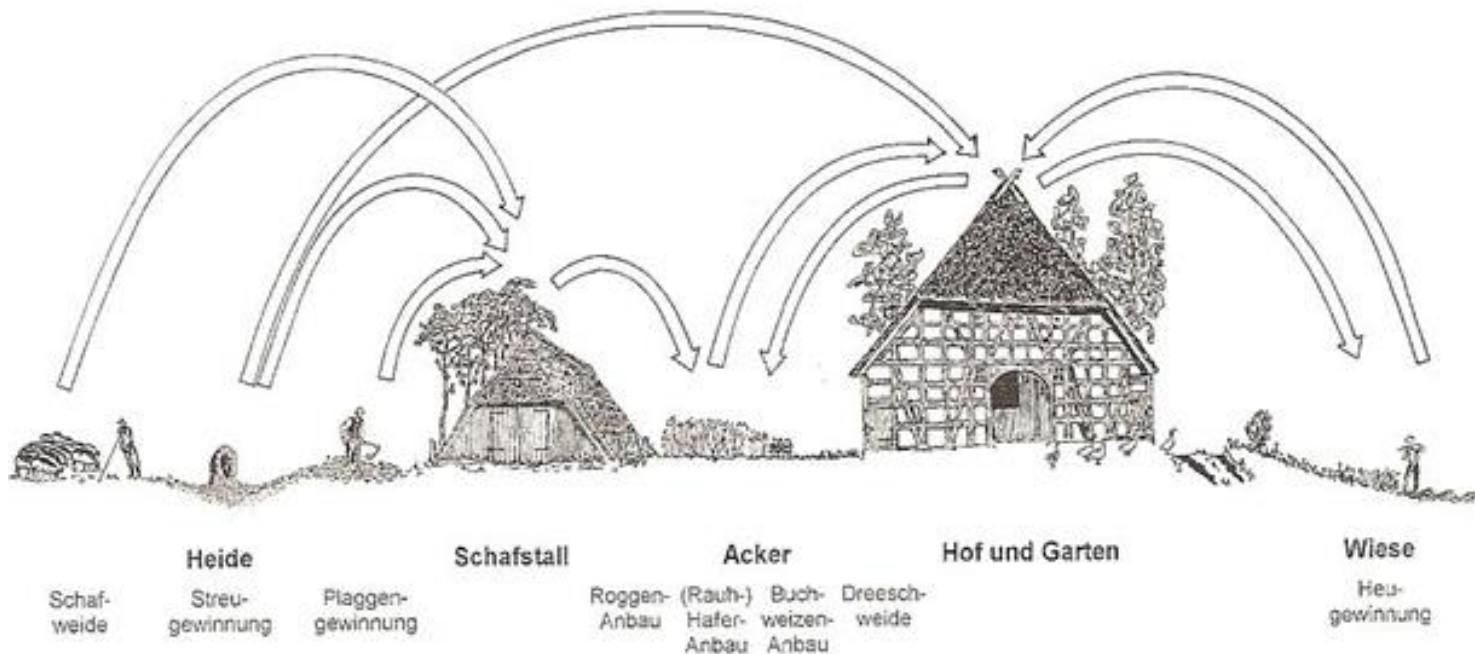 Heide
Schafstall
Acker
Hof und Garten
Wiese
Schaf-
weide
Streu-
gewinnung
Plaggen-
gewinnung
Roggen-
Anbau
(Rauh-)
Hafer-
Anbau
Buch-
weizen-
Anbau
Dreesch-
weide
Heu-
gewinnung